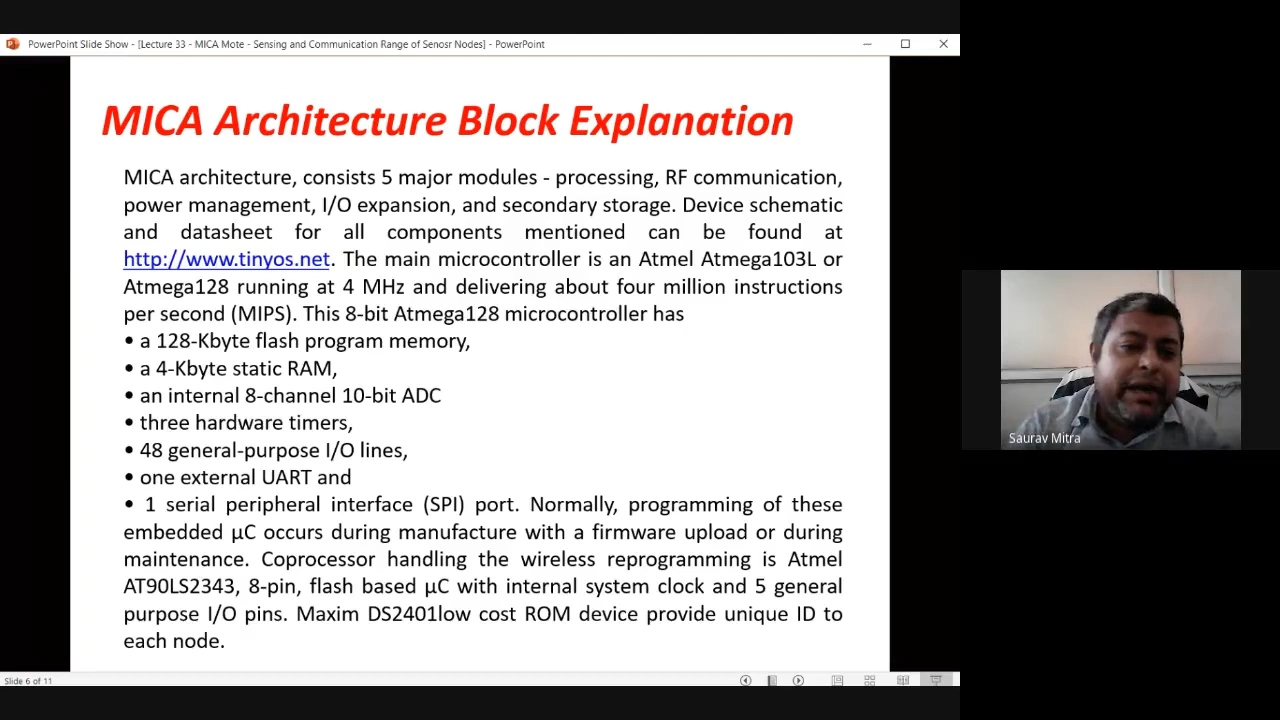 PowerPoint Slide Show - [Lecture 33 - MICA Mote - Sensing and Communication Range of Senosr Nodes] - PowerPoint
MICA Architecture Block Explanation
MICA architecture, consists 5 major modules - processing, RF communication,
power management, I/O expansion, and secondary storage. Device schematic
and datasheet for all components mentioned can be found at
http://www.tinyos.net. The main microcontroller is an Atmel Atmega103L or
Atmega128 running at 4 MHz and delivering about four million instructions
per second (MIPS). This 8-bit Atmega128 microcontroller has
• a 128-Kbyte flash program memory,
• a 4-Kbyte static RAM,
• an internal 8-channel 10-bit ADC
• three hardware timers,
• 48 general-purpose I/O lines,
• one external UART and
• 1 serial peripheral interface (SPI) port. Normally, programming of these
embedded μC occurs during manufacture with a firmware upload or during
maintenance. Coprocessor handling the wireless reprogramming is Atmel
AT90LS2343, 8-pin, flash based μC with internal system clock and 5 general
purpose I/O pins. Maxim DS2401low cost ROM device provide unique ID to
each node.
Saurav Mitra
Slide 6 of 11